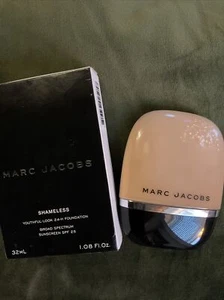 MARC JACOBS
SHAMELESS
YOUTHFUL-LOOK 24-H FOUNDATION
BROAD SPECTRUM
SUNSCREEN SPF 25
32mL
1.08 Fl.Oz.
MARC JACOBS